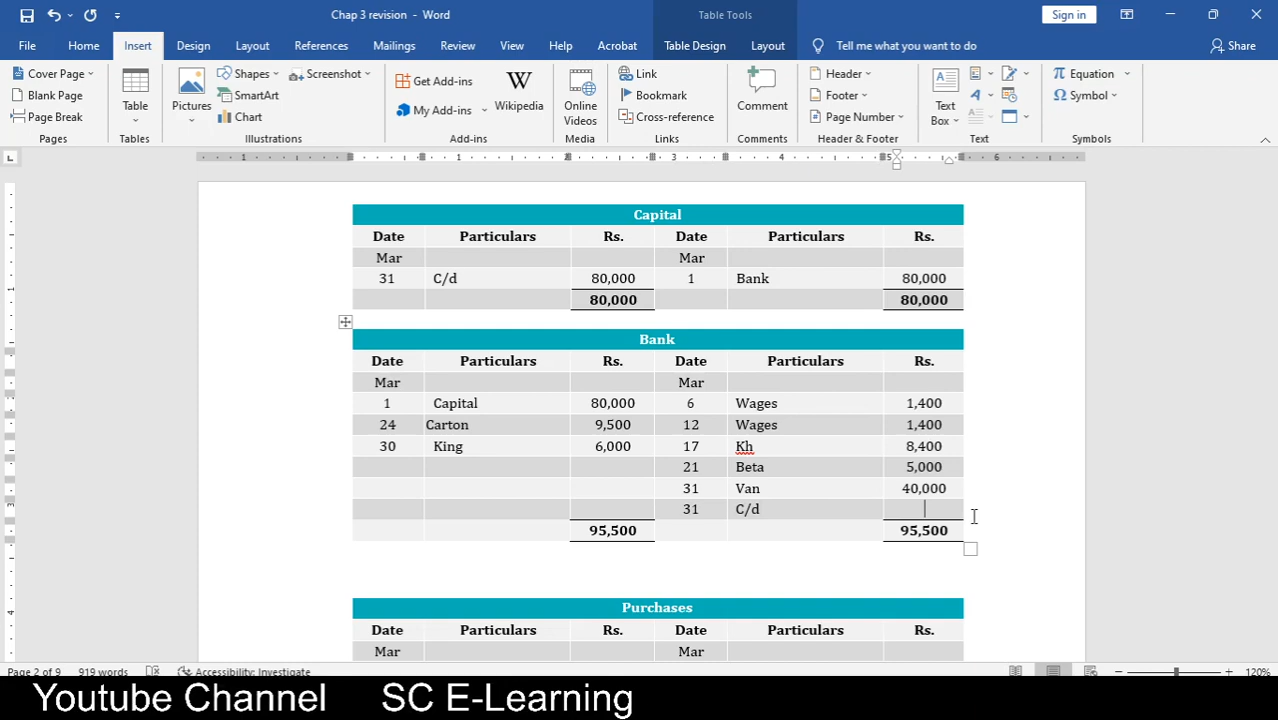 Chap 3 revision - Word
Table Tools
Sign in
File Home Insert Design Layout References Mailings Review View Help Acrobat Table Design Layout Tell me what you want to do Share
Cover Page
Blank Page
Page Break
Pages
Table
Tables
Pictures
Shapes
SmartArt
Chart
Screenshot
Illustrations
Get Add-ins
My Add-ins
Wikipedia
Add-ins
Online
Videos
Media
Link
Bookmark
Cross-reference
Links
Comment
Comments
Header
Footer
Page Number
Header & Footer
Text
Box
Text
Equation
Symbol
Symbols
1 1 2 3 4 5 6
Capital
Date Particulars Rs. Date Particulars Rs.
Mar Mar
31 C/d 80,000 1 Bank 80,000
80,000 80,000
Bank
Date Particulars Rs. Date Particulars Rs.
Mar Mar
1 Capital 80,000 6 Wages 1,400
24 Carton 9,500 12 Wages 1,400
30 King 6,000 17 Kh 8,400
21 Beta 5,000
31 Van 40,000
31 C/d
95,500 95,500
Purchases
Date Particulars Rs. Date Particulars Rs.
Mar Mar
Page 2 of 9 919 words Accessibility: Investigate 120%
Youtube Channel SC E-Learning